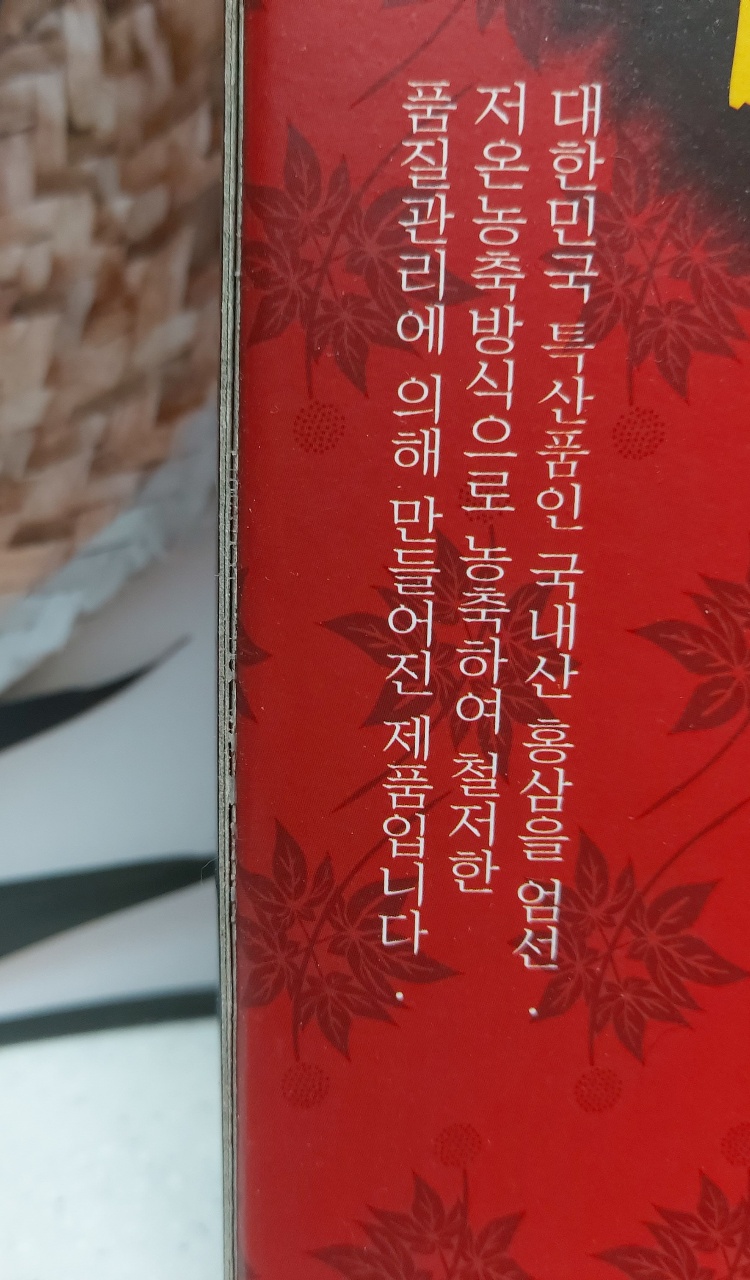 대한민국 특산품인 국내산 홍삼을 엄선.
저온농축방식으로 농축하여 철저한
품질관리에 의해 만들어진 제품입니다.